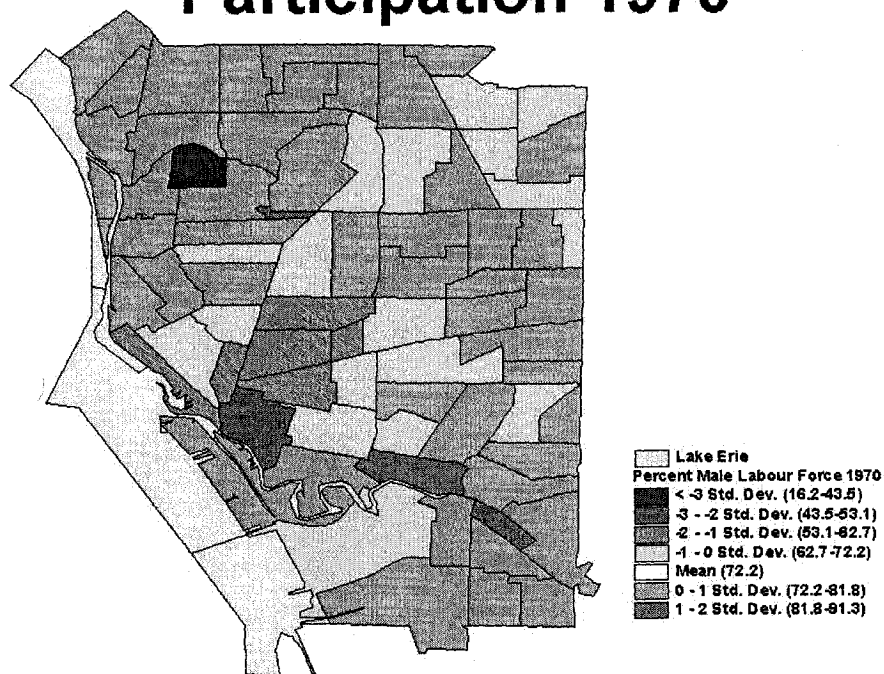 Participation 1970
Lake Erie
Percent Male Labour Force 1970
< -3 Std. Dev. (16.2-43.5)
-3 - -2 Std. Dev. (43.5-53.1)
-2 - -1 Std. Dev. (53.1-62.7)
-1 - 0 Std. Dev. (62.7-72.2)
Mean (72.2)
0 - 1 Std. Dev. (72.2-81.8)
1 - 2 Std. Dev. (81.8-91.3)